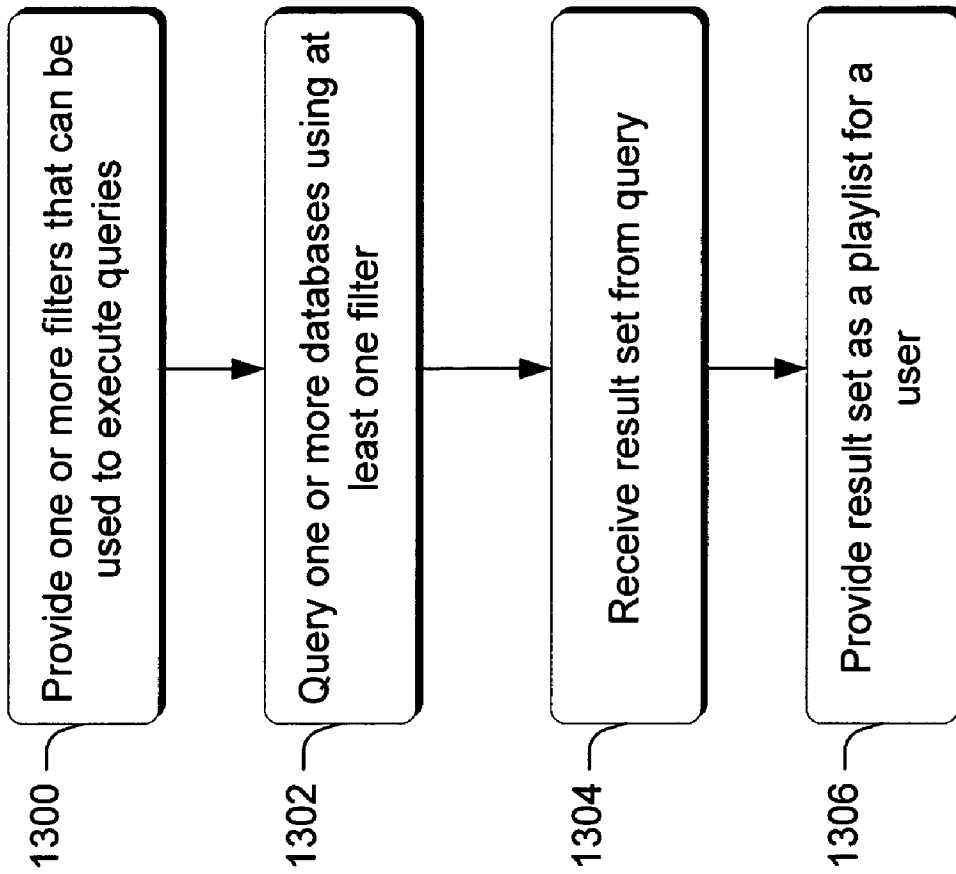 1300
Provide one or more filters that can be
used to execute queries
1302
Query one or more databases using at
least one filter
1304
Receive result set from query
1306
Provide result set as a playlist for a
user